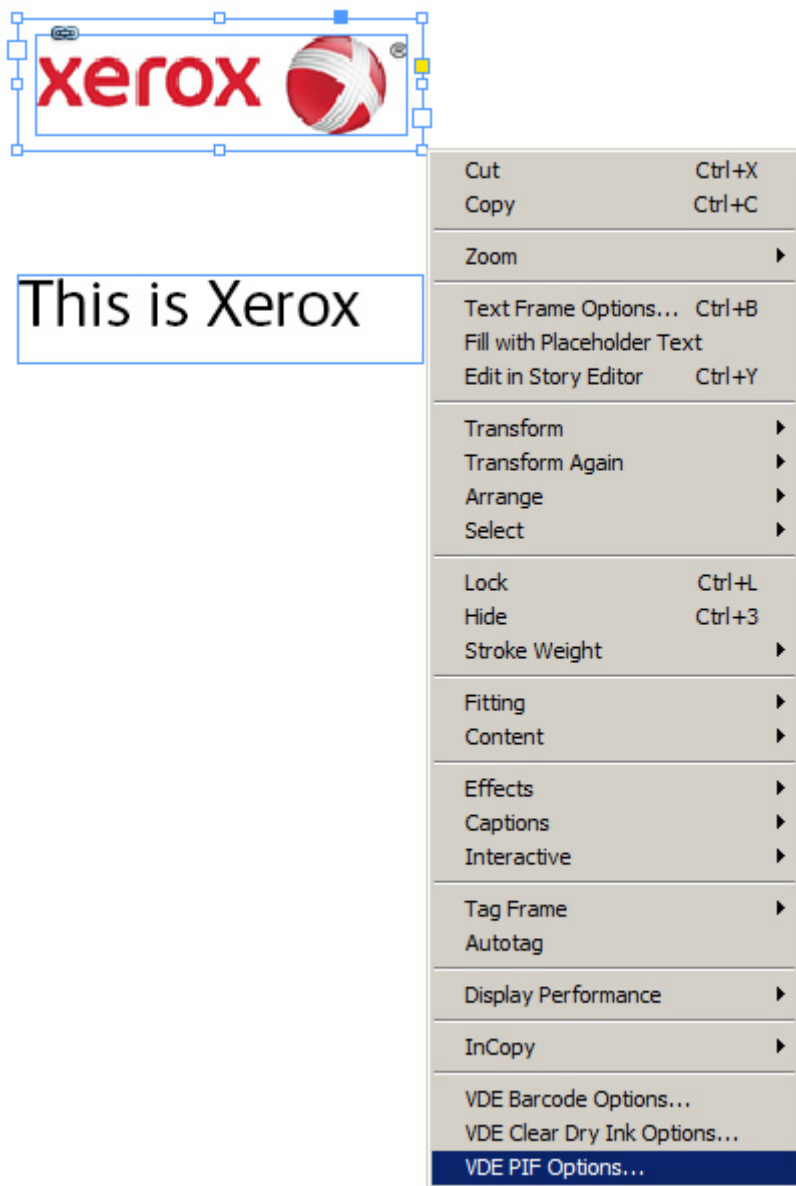 xerox ®
This is Xerox
Cut Ctrl+X
Copy Ctrl+C
Zoom
Text Frame Options... Ctrl+B
Fill with Placeholder Text
Edit in Story Editor Ctrl+Y
Transform
Transform Again
Arrange
Select
Lock Ctrl+L
Hide Ctrl+3
Stroke Weight
Fitting
Content
Effects
Captions
Interactive
Tag Frame
Autotag
Display Performance
InCopy
VDE Barcode Options...
VDE Clear Dry Ink Options...
VDE PIF Options...